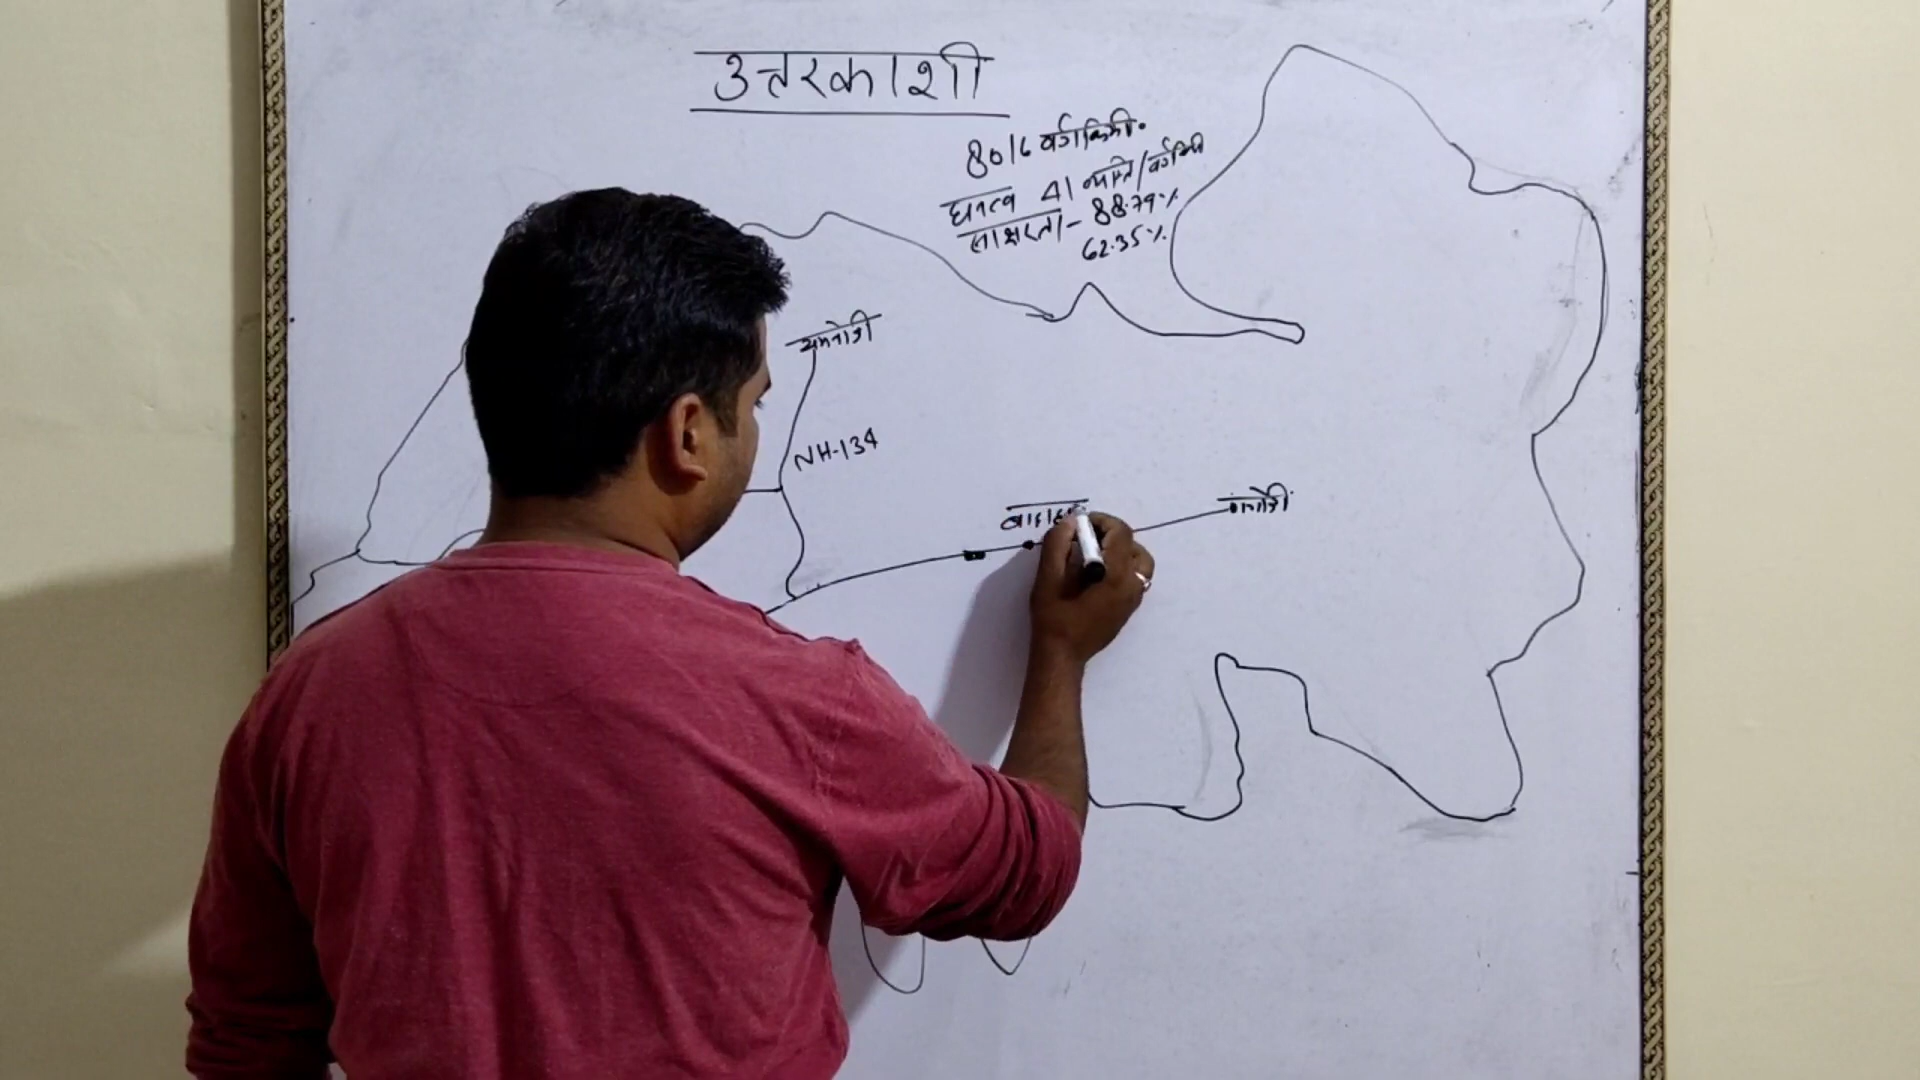 उत्तरकाशी
8016 वर्ग किमी.
घनत्व 41 व्यक्ति/वर्ग किमी
साक्षरता - 88.79%
62.35%
यमनोत्री
NH-134
गंगोत्री